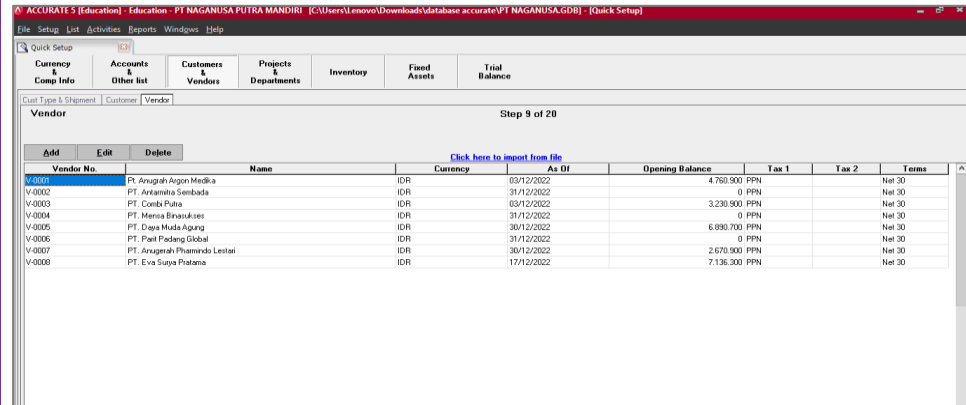 ACCURATE 5 [Education] - Education - PT NAGANUSA PUTRA MANDIRI [C:\Users\Lenovo\Downloads\database accurate\PT NAGANUSA.GDB] - [Quick Setup]
File Setup List Activities Reports Windows Help
Quick Setup
Currency & Comp Info
Accounts & Other list
Customers & Vendors
Projects & Departments
Inventory
Fixed Assets
Trial Balance
Cust Type & Shipment Customer Vendor
Vendor Step 9 of 20
Add Edit Delete Click here to import from file
Vendor No. Name Currency As Of Opening Balance Tax 1 Tax 2 Terms
V-0001 Pt. Anugrah Argon Medika IDR 03/12/2022 4.760.900 PPN Net 30
V-0002 PT. Antarmitra Sembada IDR 31/12/2022 0 PPN Net 30
V-0003 PT. Combi Putra IDR 03/12/2022 3.230.900 PPN Net 30
V-0004 PT. Mensa Binasukses IDR 31/12/2022 0 PPN Net 30
V-0005 PT. Daya Muda Agung IDR 30/12/2022 6.890.700 PPN Net 30
V-0006 PT. Parit Padang Global IDR 31/12/2022 0 PPN Net 30
V-0007 PT. Anugerah Pharmindo Lestari IDR 30/12/2022 2.670.900 PPN Net 30
V-0008 PT. Eva Surya Pratama IDR 17/12/2022 7.136.300 PPN Net 30